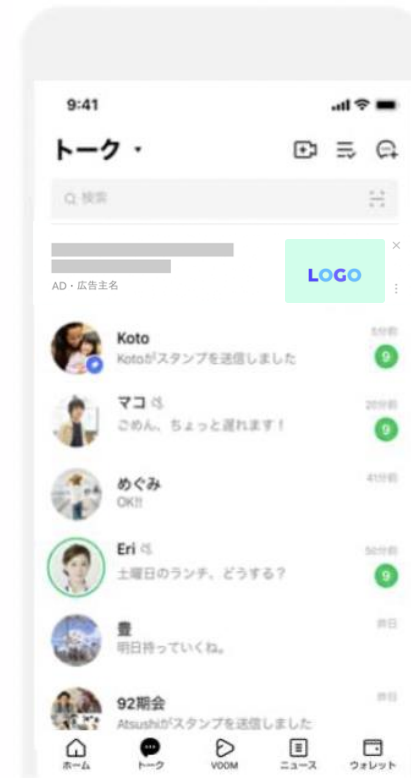 9:41
トーク
検索
AD・広告主名
LOGO
Koto
5分前
Kotoがスタンプを送信しました
9
マコ
20分前
ごめん、ちょっと遅れます！
9
めぐみ
41分前
OK!!
Eri
50分前
土曜日のランチ、どうする？
9
豊
昨日
明日持っていくね。
92期会
昨日
Atsushiがスタンプを送信しました
ホーム
トーク
VOOM
ニュース
ウォレット